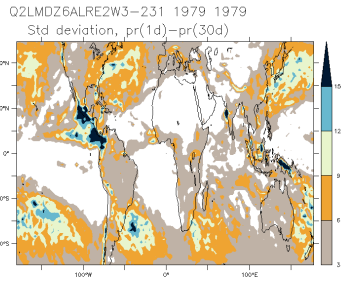 Q2LMDZ6ALRE2W3-231 1979 1979
Std deviation, pr(1d)-pr(30d)
15
12
9
6
3
0°
100°W
0°
100°E